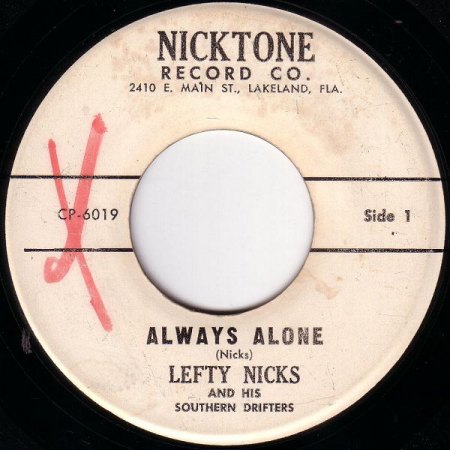 NICKTONE
RECORD CO.
2410 E. MAIN ST., LAKELAND, FLA.
CP-6019
Side 1
ALWAYS ALONE
(Nicks)
LEFTY NICKS
AND HIS
SOUTHERN DRIFTERS